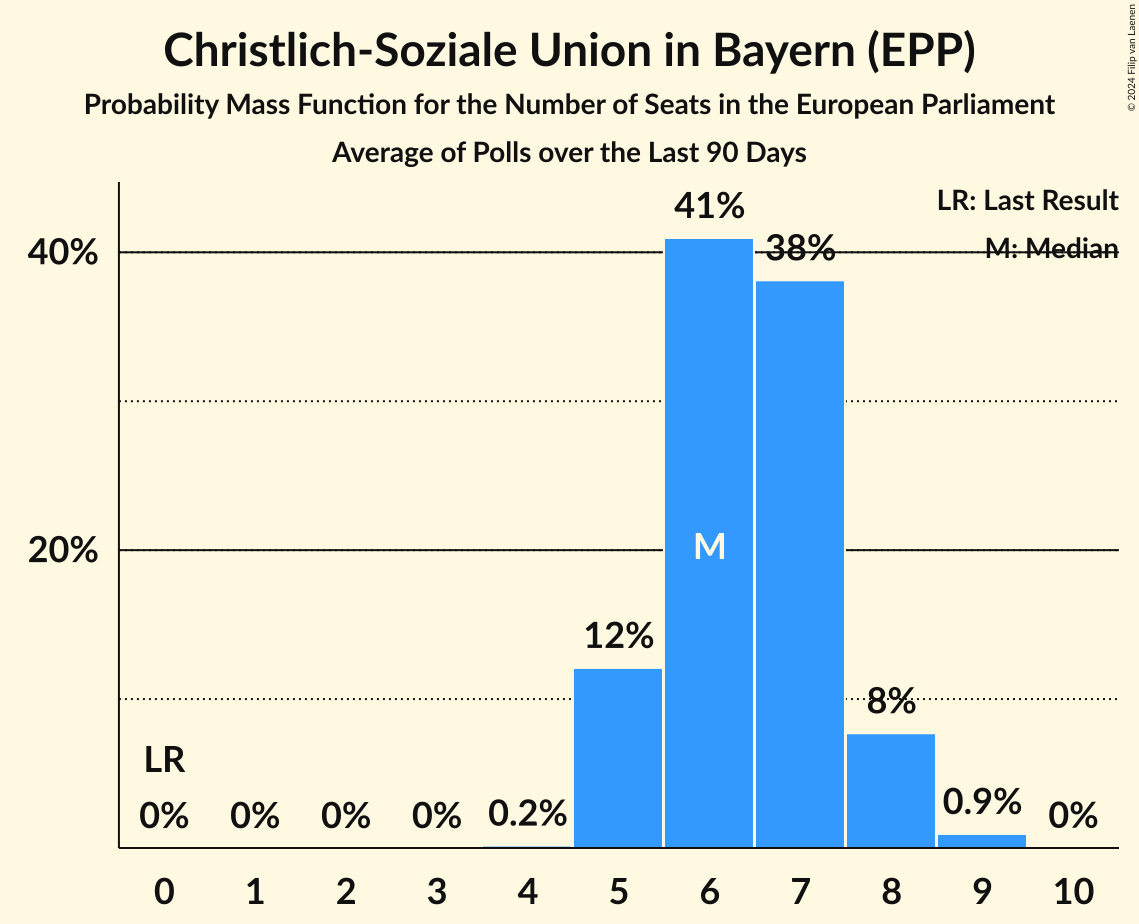 Christlich-Soziale Union in Bayern (EPP)
Probability Mass Function for the Number of Seats in the European Parliament
Average of Polls over the Last 90 Days
© 2024 Filip van Laenen
LR: Last Result
M: Median
40%
20%
LR
0%
0%
0%
0%
0.2%
12%
41%
38%
8%
0.9%
0%
M
0 1 2 3 4 5 6 7 8 9 10